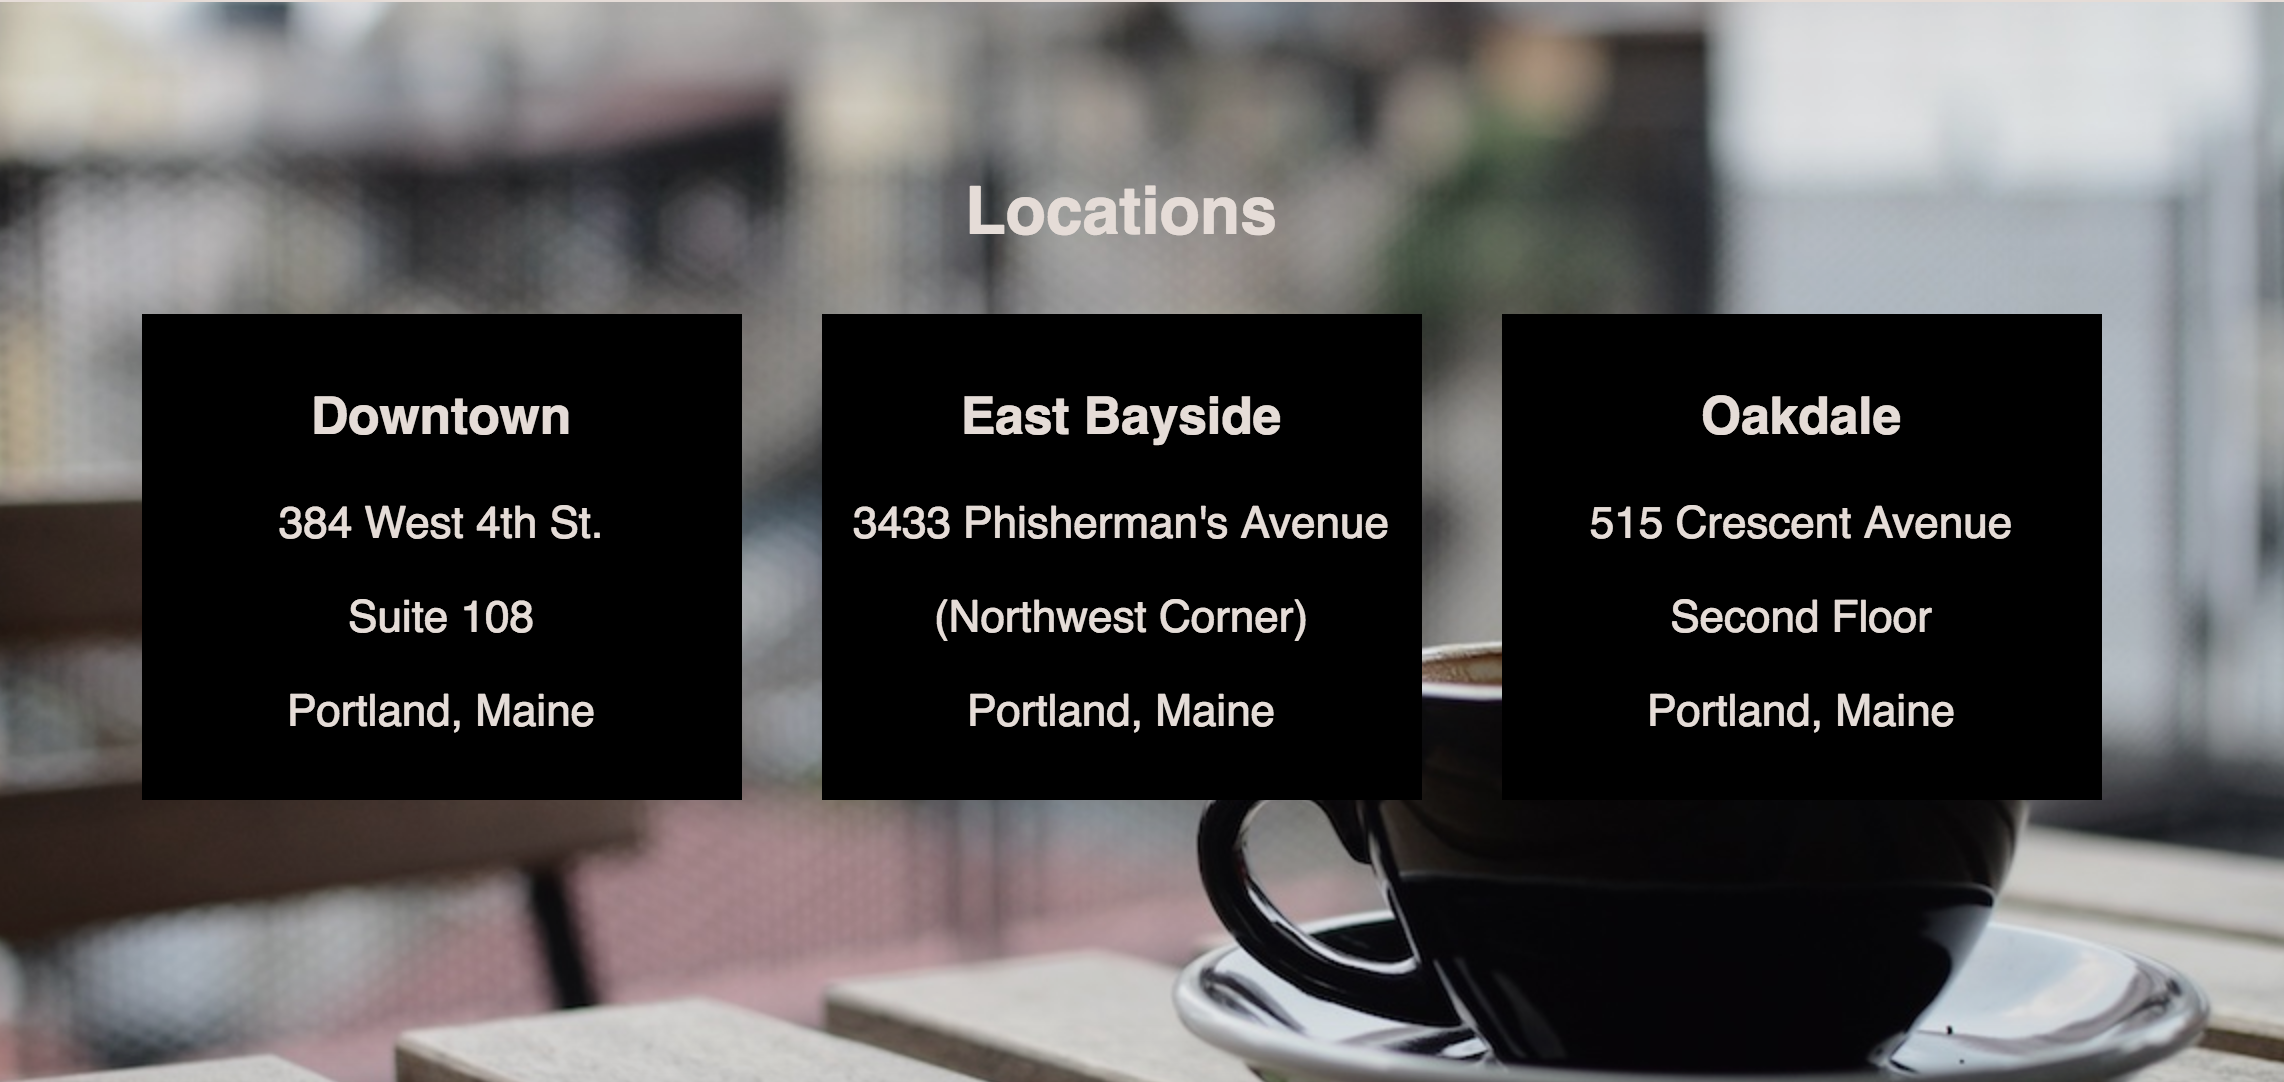 Locations
Downtown
384 West 4th St.
Suite 108
Portland, Maine
East Bayside
3433 Phisherman's Avenue
(Northwest Corner)
Portland, Maine
Oakdale
515 Crescent Avenue
Second Floor
Portland, Maine